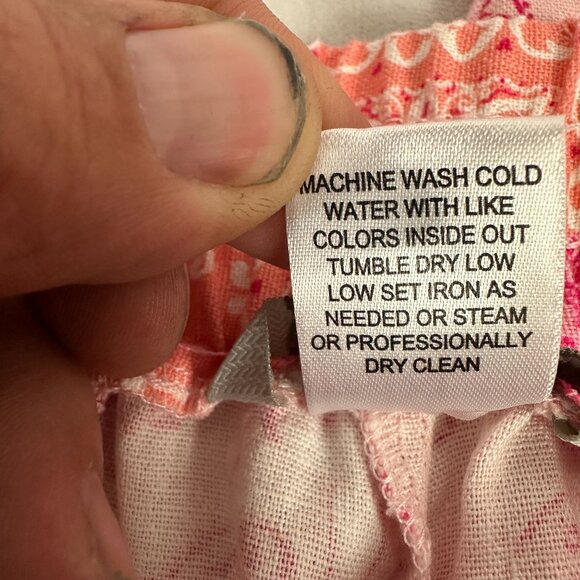 MACHINE WASH COLD
WATER WITH LIKE
COLORS INSIDE OUT
TUMBLE DRY LOW
LOW SET IRON AS
NEEDED OR STEAM
OR PROFESSIONALLY
DRY CLEAN